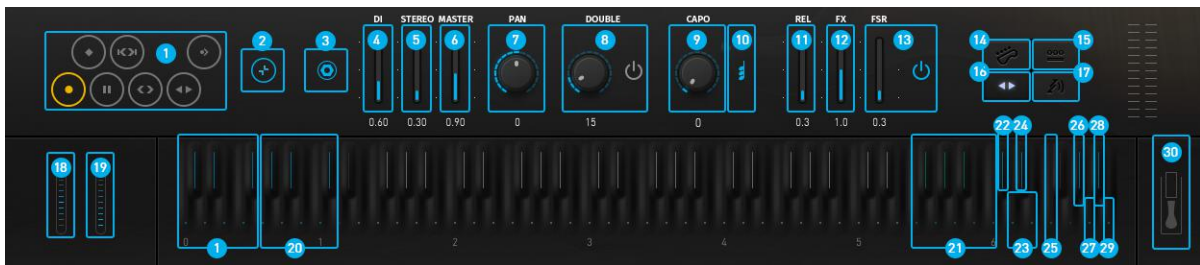 DI STEREO MASTER PAN DOUBLE CAPO REL FX FSR
1 2 3 4 5 6 7 8 9 10 11 12 13 14 15
16 17
0.60 0.30 0.90 0 15 0 0.3 1.0 0.3
18 19 22 24 26 28 30
0 1 2 3 4 5 6
1 20 21 23 25 27 29